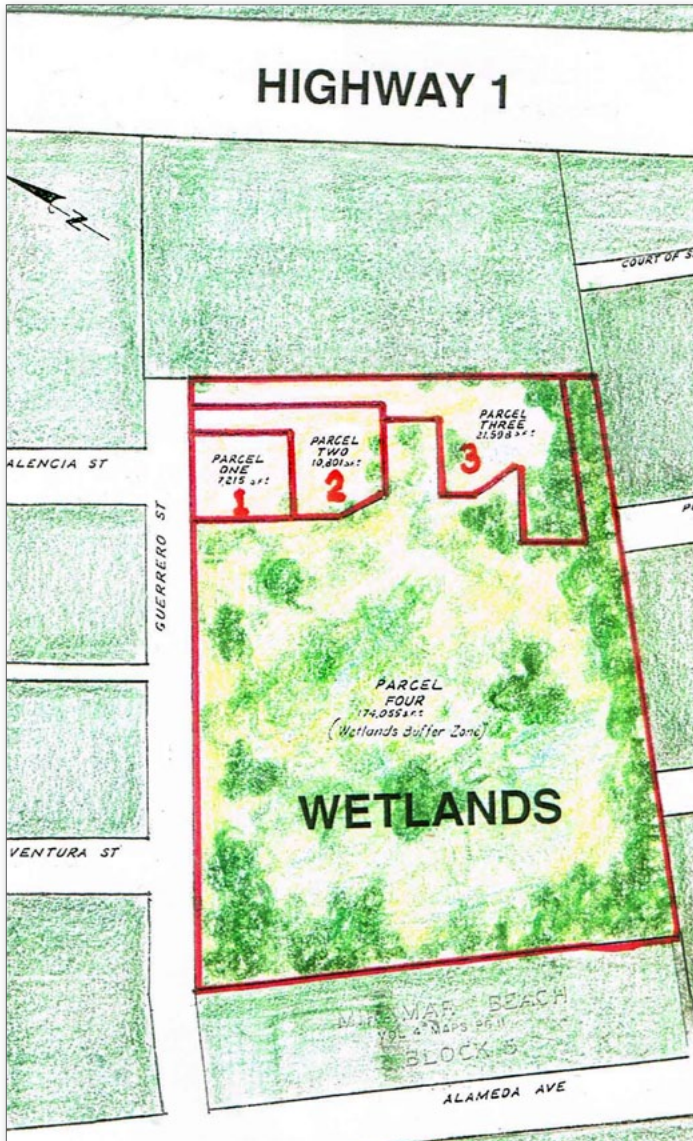 HIGHWAY 1
N
COURT OF S
ALENCIA ST
GUERRERO ST
PARCEL
ONE
7,215 s.f.±
1
PARCEL
TWO
10,801 s.f.±
2
PARCEL
THREE
21,598 s.f.±
3
PARCEL
FOUR
174,055 s.f.±
(Wetlands Buffer Zone)
WETLANDS
VENTURA ST
MIRAMAR BEACH
VOL 4 MAPS PG 11
BLOCK 5
ALAMEDA AVE